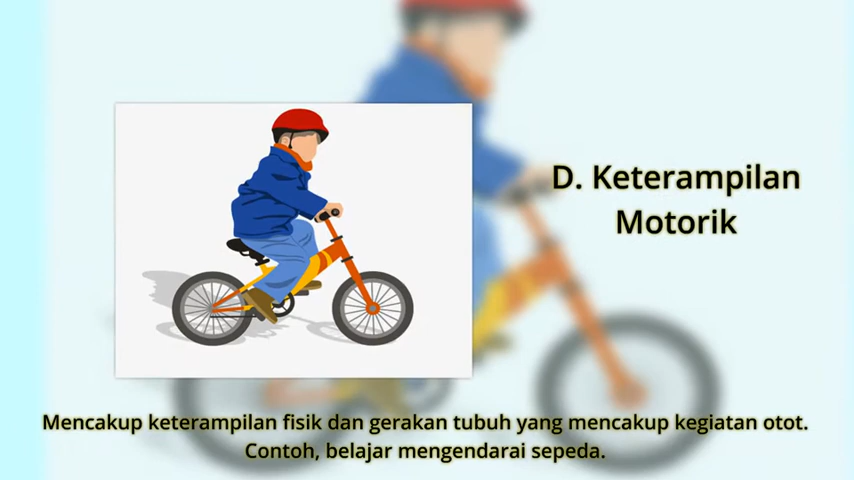 D. Keterampilan
Motorik
Mencakup keterampilan fisik dan gerakan tubuh yang mencakup kegiatan otot.
Contoh, belajar mengendarai sepeda.